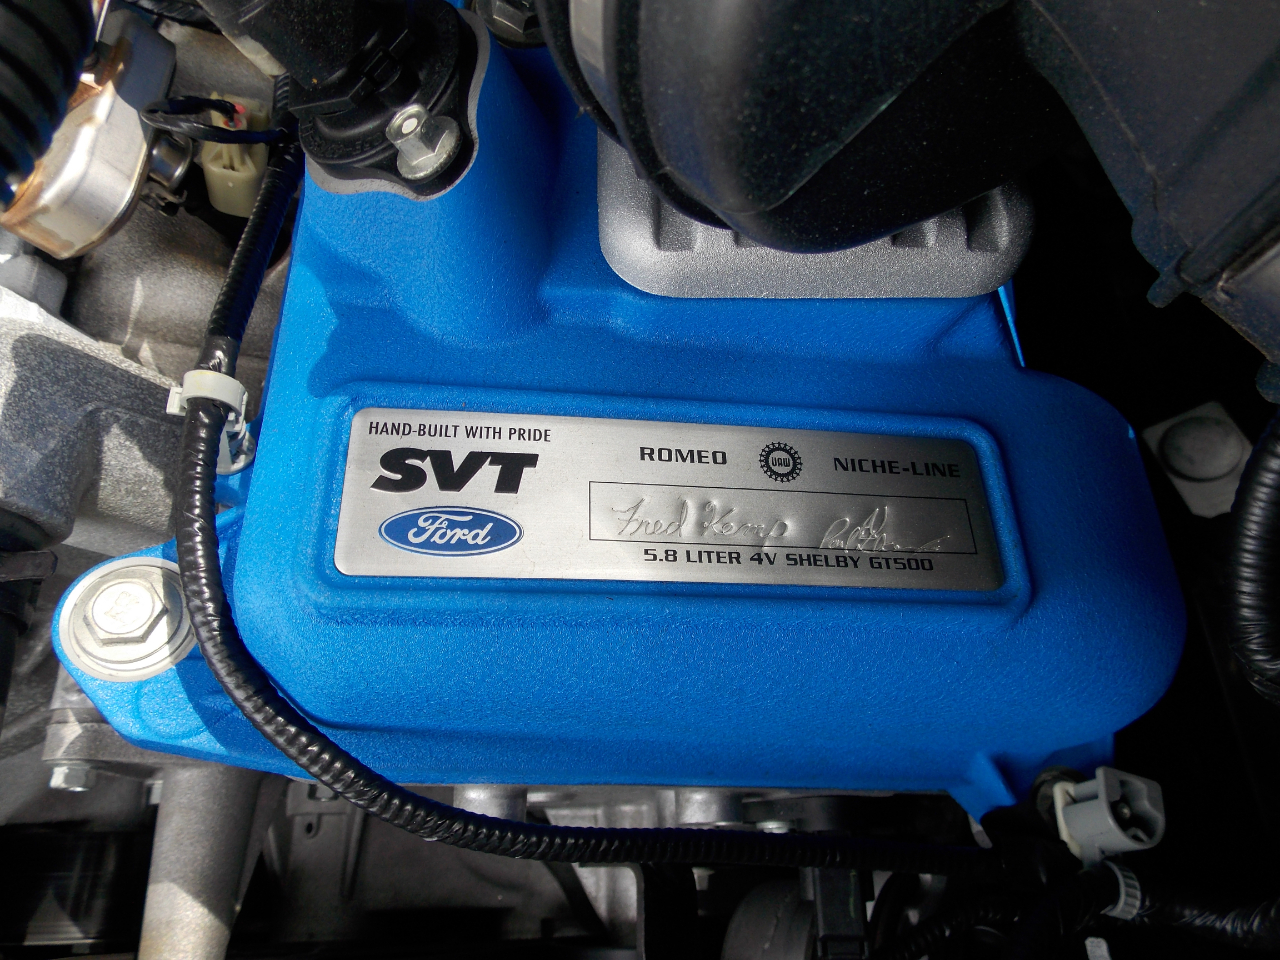 HAND-BUILT WITH PRIDE
SVT
Ford
ROMEO UAW NICHE-LINE
Fred Kemp
5.8 LITER 4V SHELBY GT500